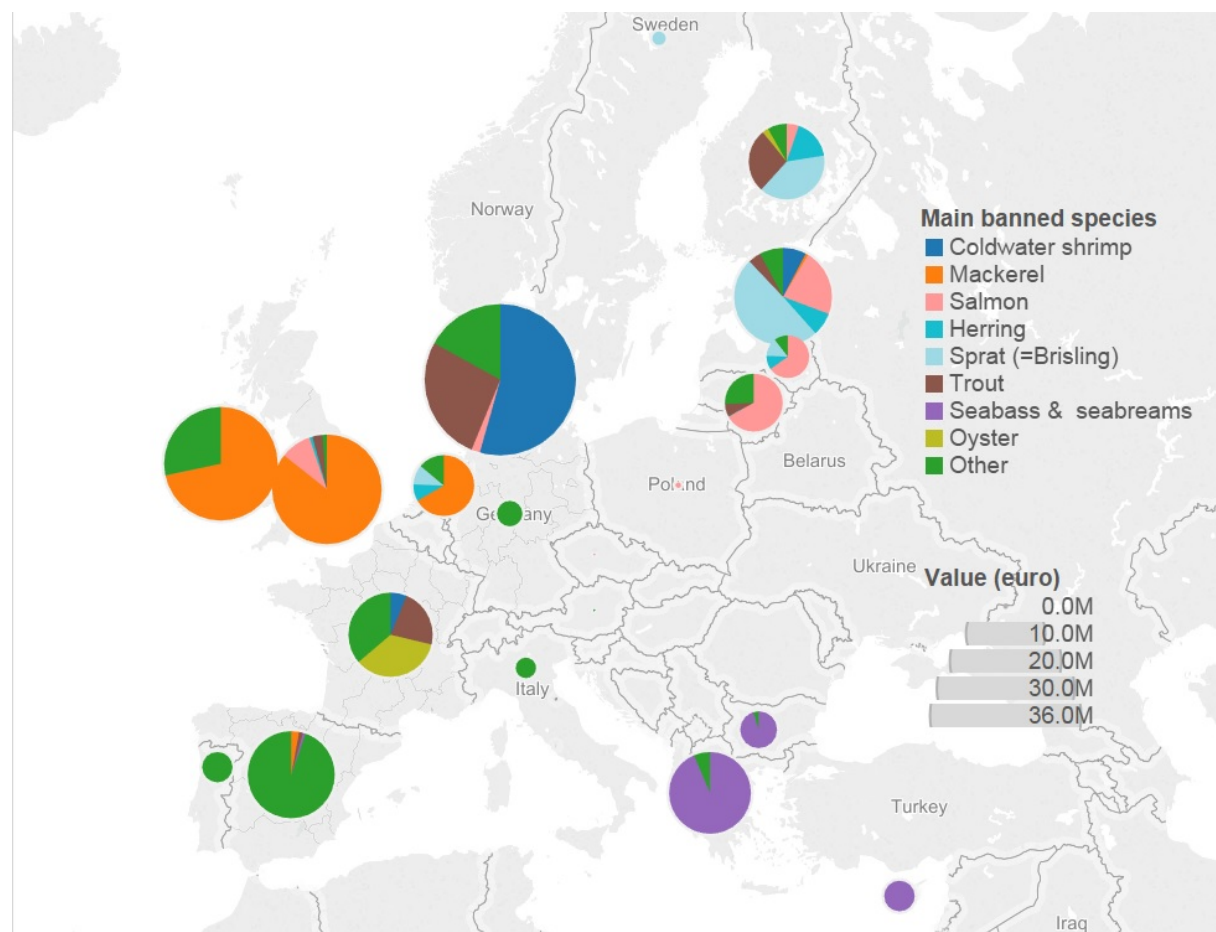 Sweden
Norway
Main banned species
Coldwater shrimp
Mackerel
Salmon
Herring
Sprat (=Brisling)
Trout
Seabass & seabreams
Oyster
Other
Belarus
Poland
Germany
Ukraine
Value (euro)
0.0M
10.0M
20.0M
30.0M
36.0M
Italy
Turkey
Iraq